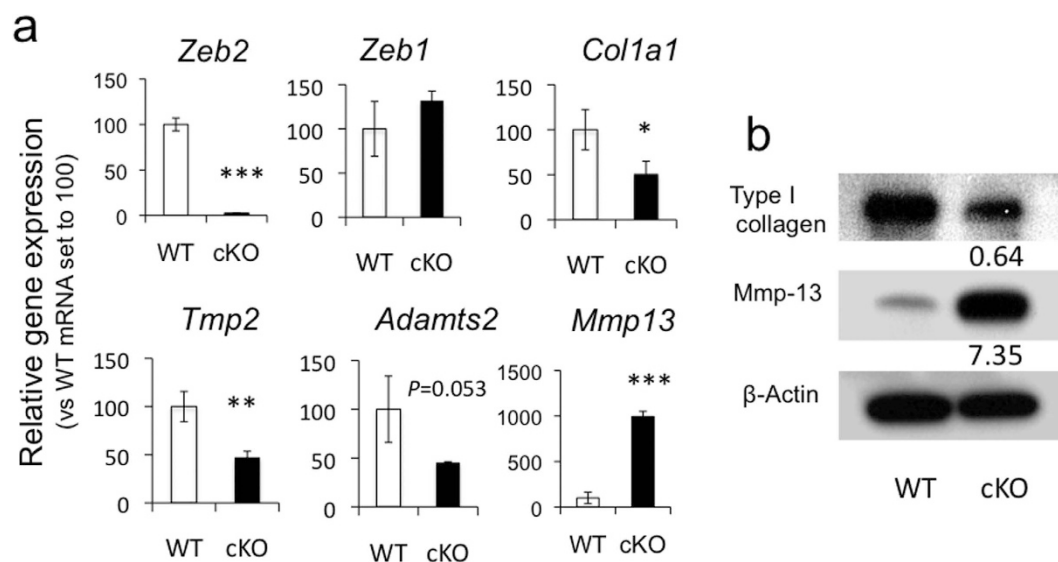 a
Relative gene expression
(vs WT mRNA set to 100)
Zeb2
150
100
50
0
***
WT cKO
Zeb1
150
100
50
0
WT cKO
Col1a1
150
100
50
0
*
WT cKO
Tmp2
150
100
50
0
**
WT cKO
Adamts2
150
100
50
0
P=0.053
WT cKO
Mmp13
1500
1000
500
0
***
WT cKO
b
Type I
collagen
0.64
Mmp-13
7.35
β-Actin
WT cKO